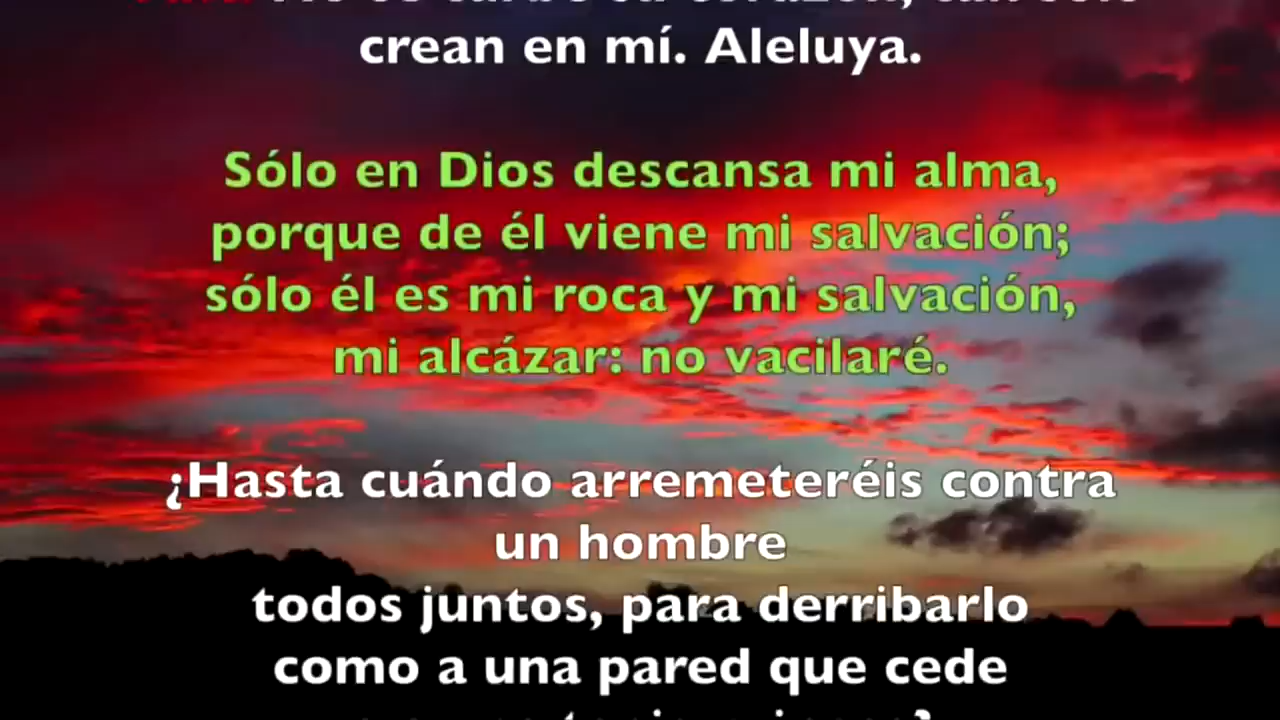 crean en mí. Aleluya.
Sólo en Dios descansa mi alma,
porque de él viene mi salvación;
sólo él es mi roca y mi salvación,
mi alcázar: no vacilaré.
¿Hasta cuándo arremeteréis contra
un hombre
todos juntos, para derribarlo
como a una pared que cede